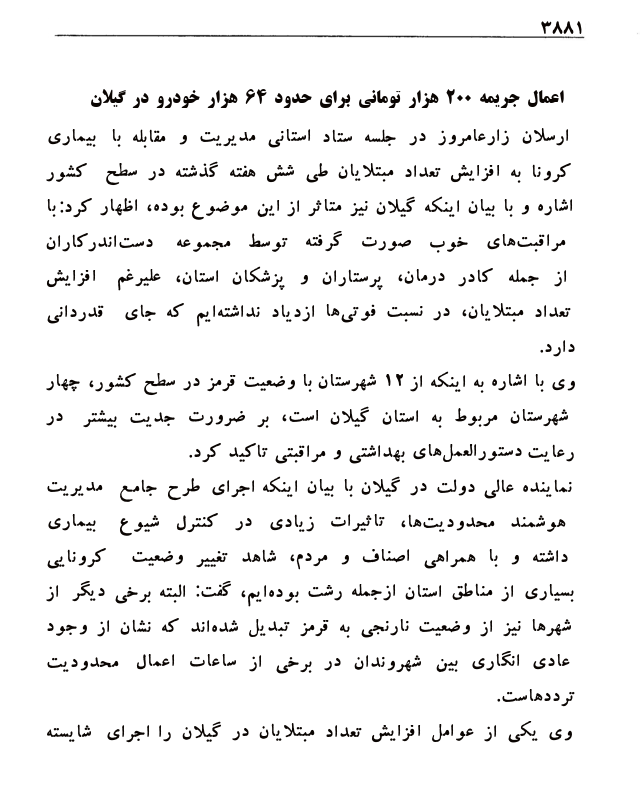 ۳۸۸۱
اعمال جریمه ۲۰۰ هزار تومانی برای حدود ۶۴ هزار خودرو در گیلان
ارسلان زارعامروز در جلسه ستاد استانی مدیریت و مقابله با بیماری
کرونا به افزایش تعداد مبتلایان طی شش هفته گذشته در سطح کشور
اشاره و با بیان اینکه گیلان نیز متاثر از این موضوع بوده، اظهار کرد:با
مراقبت‌های خوب صورت گرفته توسط مجموعه دست‌اندرکاران
از جمله کادر درمان، پرستاران و پزشکان استان، علیرغم افزایش
تعداد مبتلایان، در نسبت فوتی‌ها ازدیاد نداشته‌ایم که جای قدردانی
دارد.
وی با اشاره به اینکه از ۱۲ شهرستان با وضعیت قرمز در سطح کشور، چهار
شهرستان مربوط به استان گیلان است، بر ضرورت جدیت بیشتر در
رعایت دستورالعمل‌های بهداشتی و مراقبتی تاکید کرد.
نماینده عالی دولت در گیلان با بیان اینکه اجرای طرح جامع مدیریت
هوشمند محدودیت‌ها، تاثیرات زیادی در کنترل شیوع بیماری
داشته و با همراهی اصناف و مردم، شاهد تغییر وضعیت کرونایی
بسیاری از مناطق استان ازجمله رشت بوده‌ایم، گفت: البته برخی دیگر از
شهرها نیز از وضعیت نارنجی به قرمز تبدیل شده‌اند که نشان از وجود
عادی انگاری بین شهروندان در برخی از ساعات اعمال محدودیت
ترددهاست.
وی یکی از عوامل افزایش تعداد مبتلایان در گیلان را اجرای شایسته